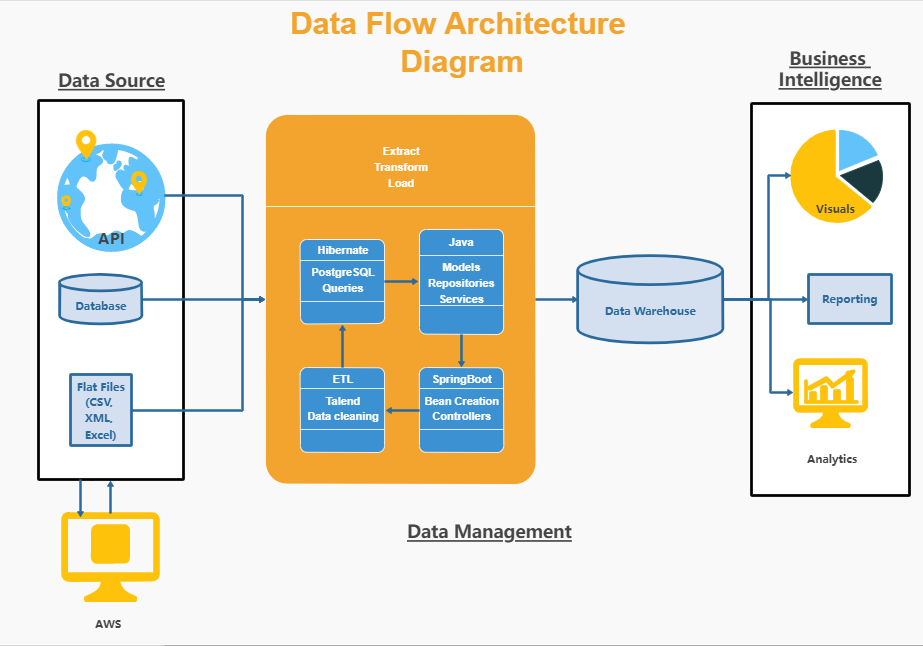 Data Flow Architecture
Diagram
Data Source
API
Database
Flat Files
(CSV,
XML,
Excel)
AWS
Extract
Transform
Load
Hibernate
PostgreSQL
Queries
Java
Models
Repositories
Services
ETL
Talend
Data cleaning
SpringBoot
Bean Creation
Controllers
Data Management
Data Warehouse
Business
Intelligence
Visuals
Reporting
Analytics